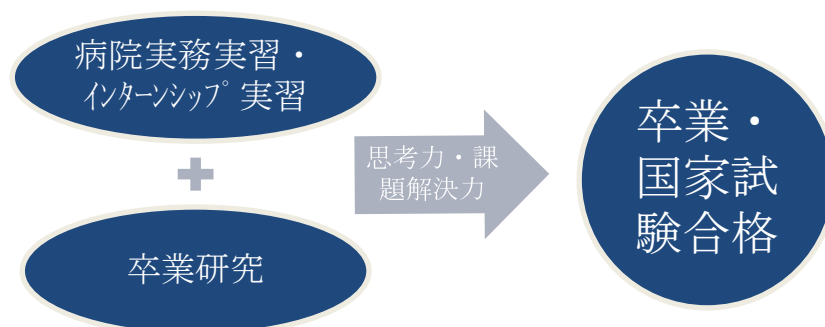 病院実務実習・
インターンシップ 実習
卒業研究
思考力・課
題解決力
卒業・
国家試
験合格